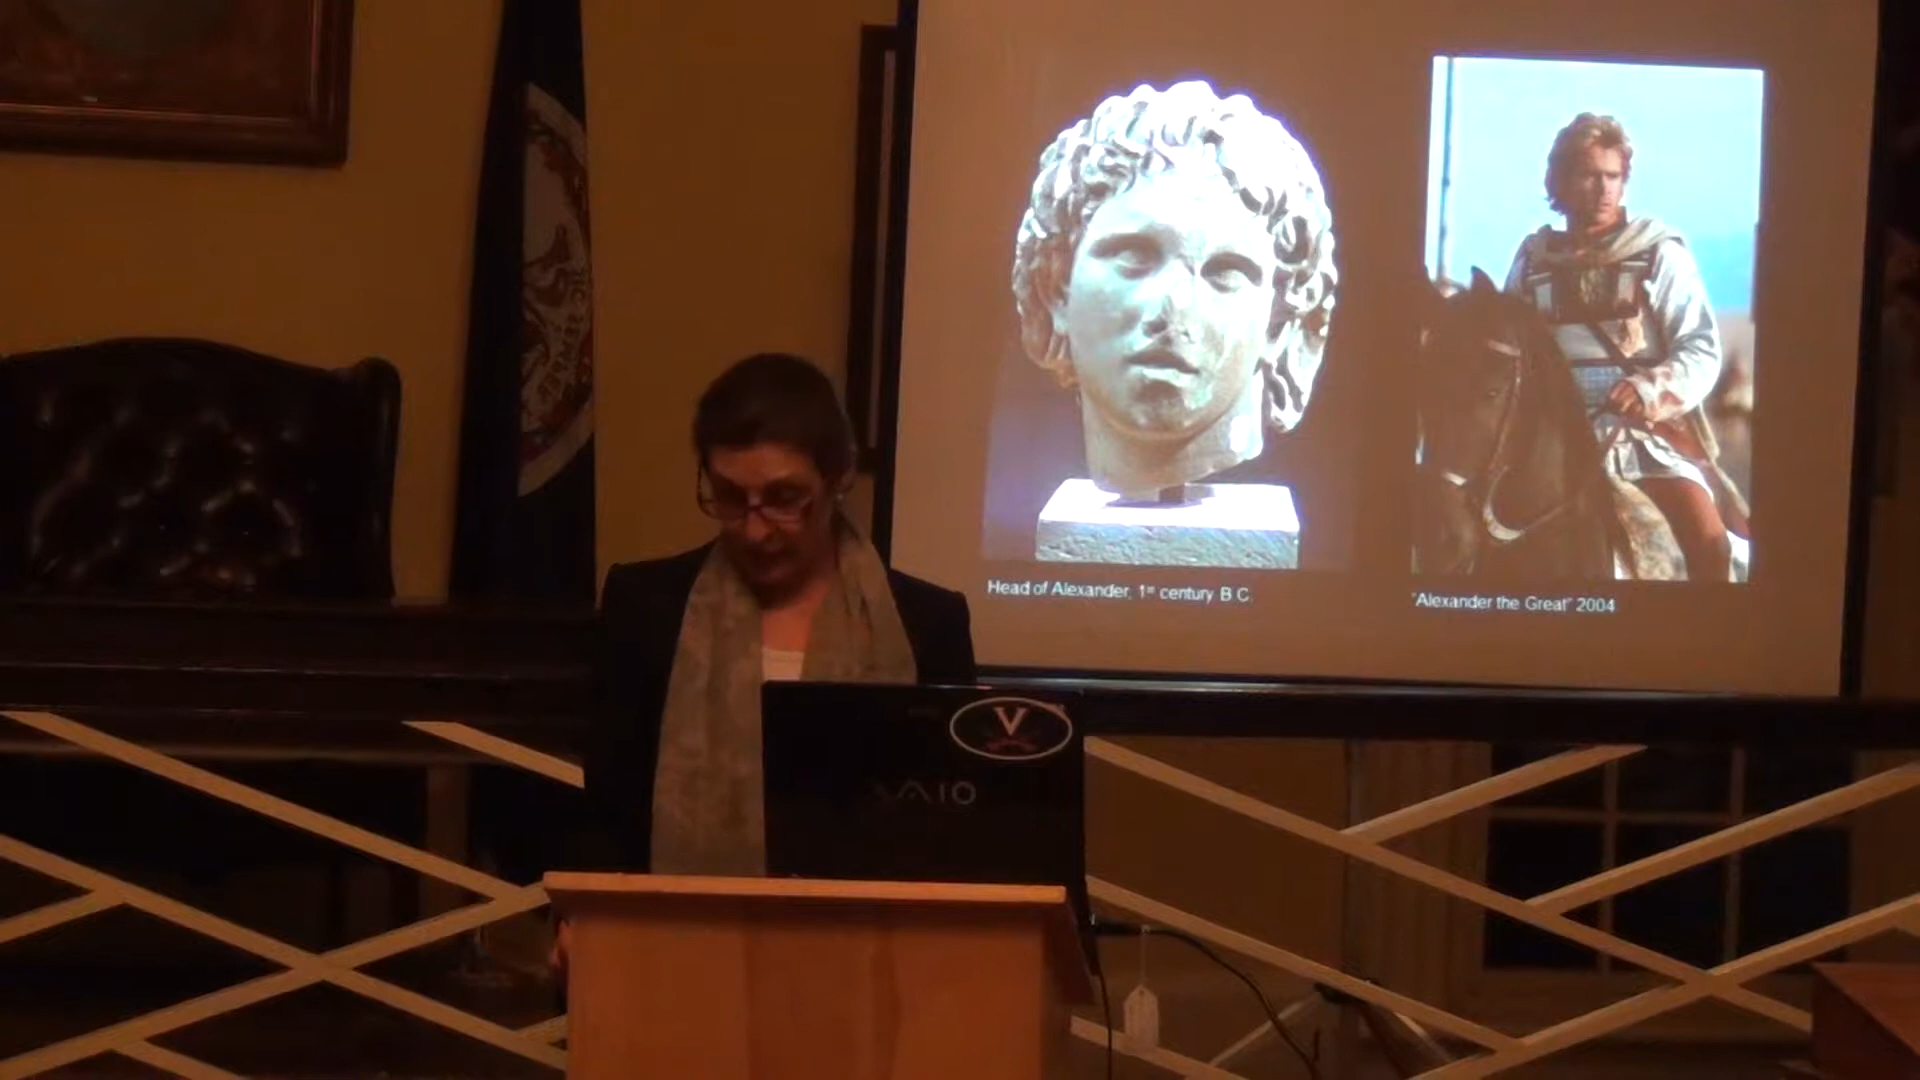 Head of Alexander, 1st century B.C.
"Alexander the Great" 2004
V
VAIO